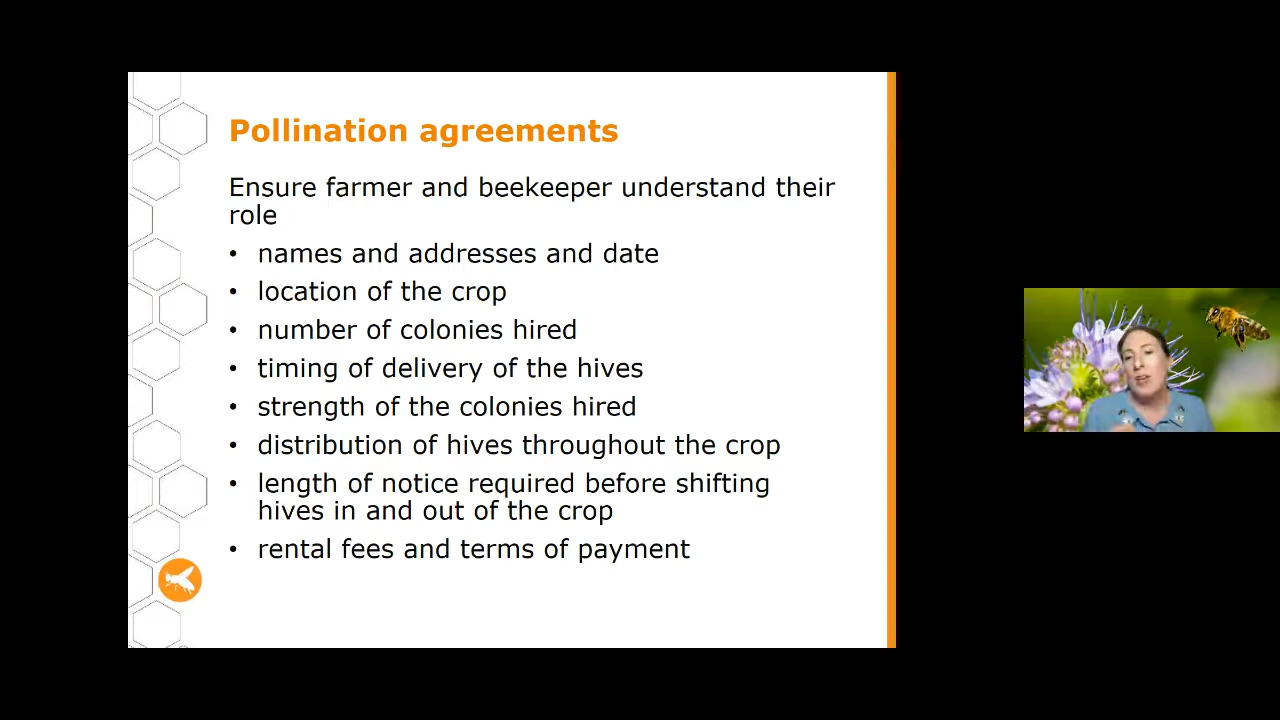 Pollination agreements
Ensure farmer and beekeeper understand their
role
• names and addresses and date
• location of the crop
• number of colonies hired
• timing of delivery of the hives
• strength of the colonies hired
• distribution of hives throughout the crop
• length of notice required before shifting
hives in and out of the crop
• rental fees and terms of payment